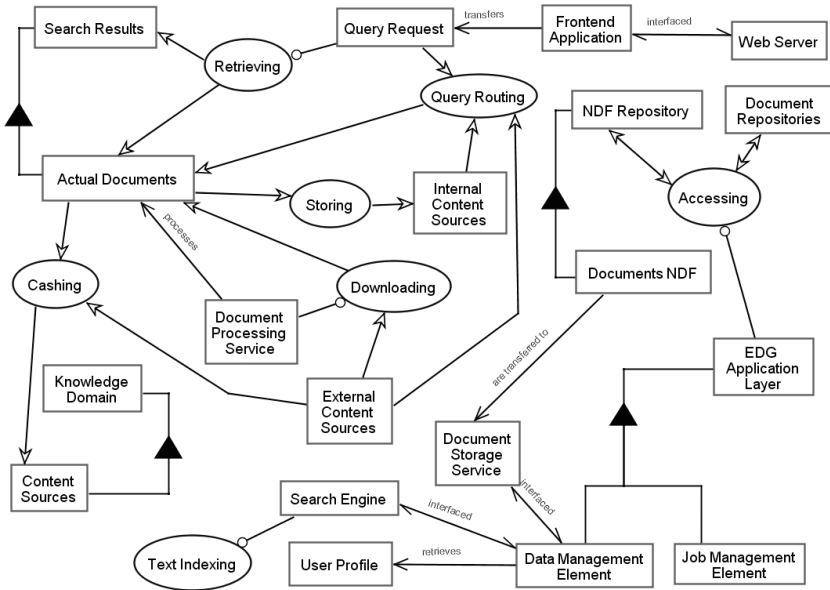 transfers
Frontend
Application
interfaced
Search Results
Query Request
Web Server
Retrieving
Query Routing
NDF Repository
Document
Repositories
Actual Documents
Storing
Internal
Content
Sources
Accessing
processes
Cashing
Downloading
Documents NDF
Document
Processing
Service
are transferred to
EDG
Application
Layer
Knowledge
Domain
External
Content
Sources
Document
Storage
Service
Content
Sources
Search Engine
interfaced
interfaced
Text Indexing
User Profile
retrieves
Data Management
Element
Job Management
Element